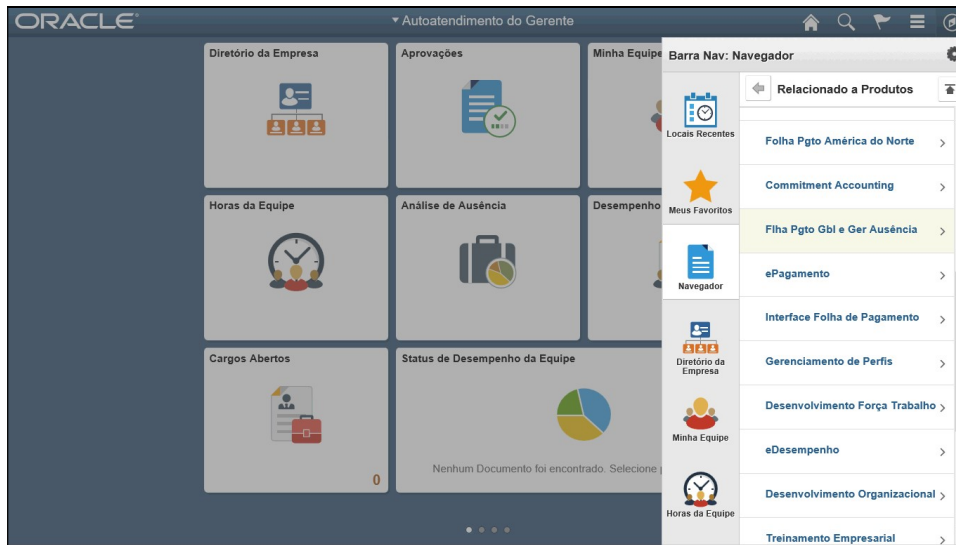 ORACLE
Autoatendimento do Gerente
Diretório da Empresa
Aprovações
Minha Equipe
Horas da Equipe
Análise de Ausência
Desempenho
Cargos Abertos
0
Status de Desempenho da Equipe
Nenhum Documento foi encontrado. Selecione
Barra Nav: Navegador
Locais Recentes
Meus Favoritos
Navegador
Diretório da
Empresa
Minha Equipe
Horas da Equipe
Relacionado a Produtos
Folha Pgto América do Norte
Commitment Accounting
Flha Pgto Gbl e Ger Ausência
ePagamento
Interface Folha de Pagamento
Gerenciamento de Perfis
Desenvolvimento Força Trabalho
eDesempenho
Desenvolvimento Organizacional
Treinamento Empresarial